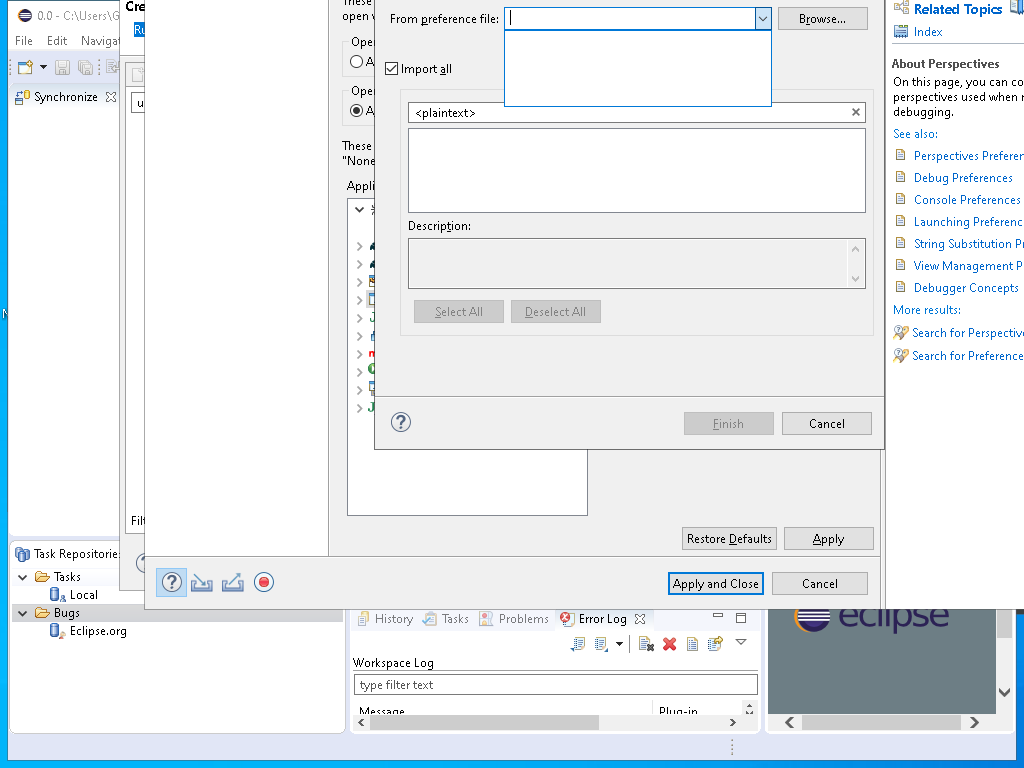 0.0 - C:\Users\G
File Edit Navigat
Synchronize
Cre
These
open w
Ope
A
Ope
A
These
"None
Appli
From preference file:
Browse...
Import all
<plaintext>
Description:
Select All
Deselect All
Finish
Cancel
Restore Defaults
Apply
Apply and Close
Cancel
Related Topics
Index
About Perspectives
On this page, you can co
perspectives used when r
debugging.
See also:
Perspectives Preferen
Debug Preferences
Console Preferences
Launching Preferenc
String Substitution Pr
View Management P
Debugger Concepts
More results:
Search for Perspective
Search for Preference
Filt
Task Repositories
Tasks
Local
Bugs
Eclipse.org
History
Tasks
Problems
Error Log
Workspace Log
type filter text
Message
Plug-in
eclipse